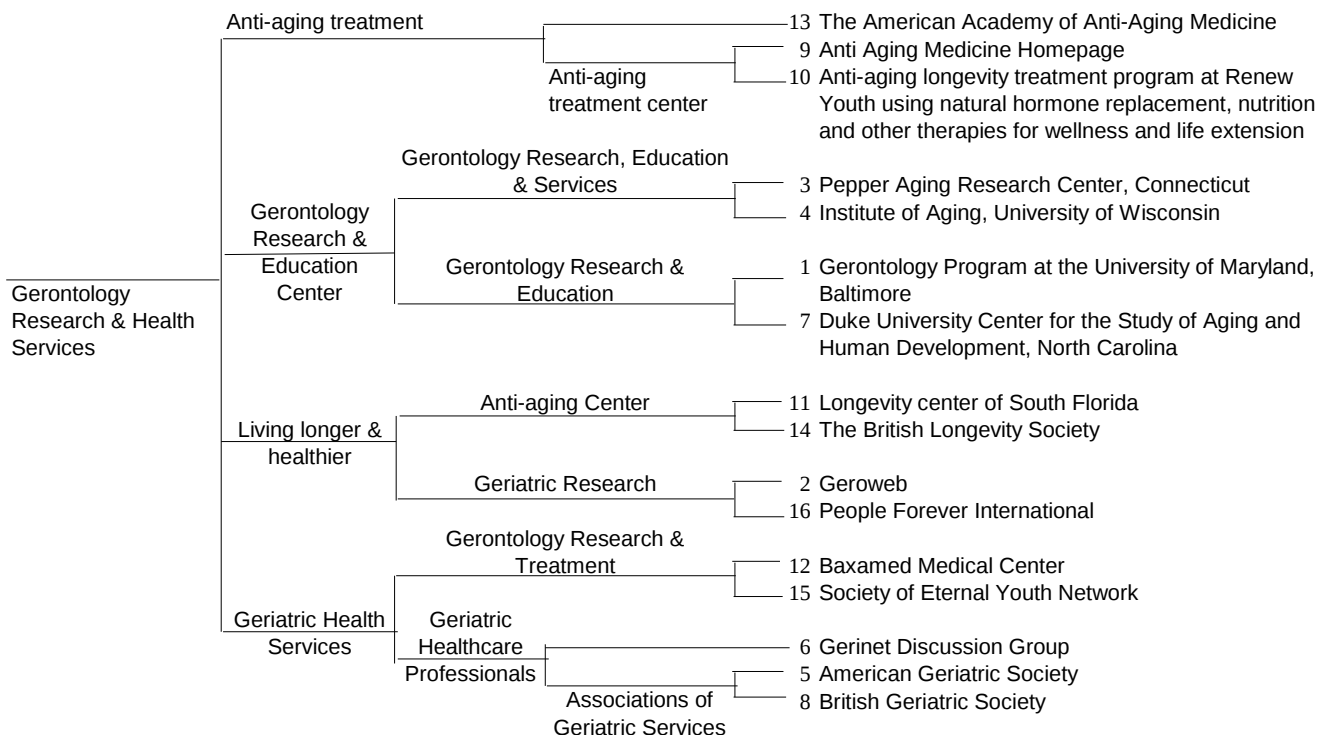 Anti-aging treatment
13 The American Academy of Anti-Aging Medicine
9 Anti Aging Medicine Homepage
Anti-aging
treatment center
10 Anti-aging longevity treatment program at Renew
Youth using natural hormone replacement, nutrition
and other therapies for wellness and life extension
Gerontology Research, Education
& Services
3 Pepper Aging Research Center, Connecticut
4 Institute of Aging, University of Wisconsin
Gerontology
Research &
Education
Center
Gerontology Research &
Education
1 Gerontology Program at the University of Maryland,
Baltimore
7 Duke University Center for the Study of Aging and
Human Development, North Carolina
Gerontology
Research & Health
Services
Anti-aging Center
11 Longevity center of South Florida
14 The British Longevity Society
Living longer &
healthier
Geriatric Research
2 Geroweb
16 People Forever International
Gerontology Research &
Treatment
12 Baxamed Medical Center
15 Society of Eternal Youth Network
Geriatric Health
Services
Geriatric
Healthcare
Professionals
6 Gerinet Discussion Group
5 American Geriatric Society
8 British Geriatric Society
Associations of
Geriatric Services